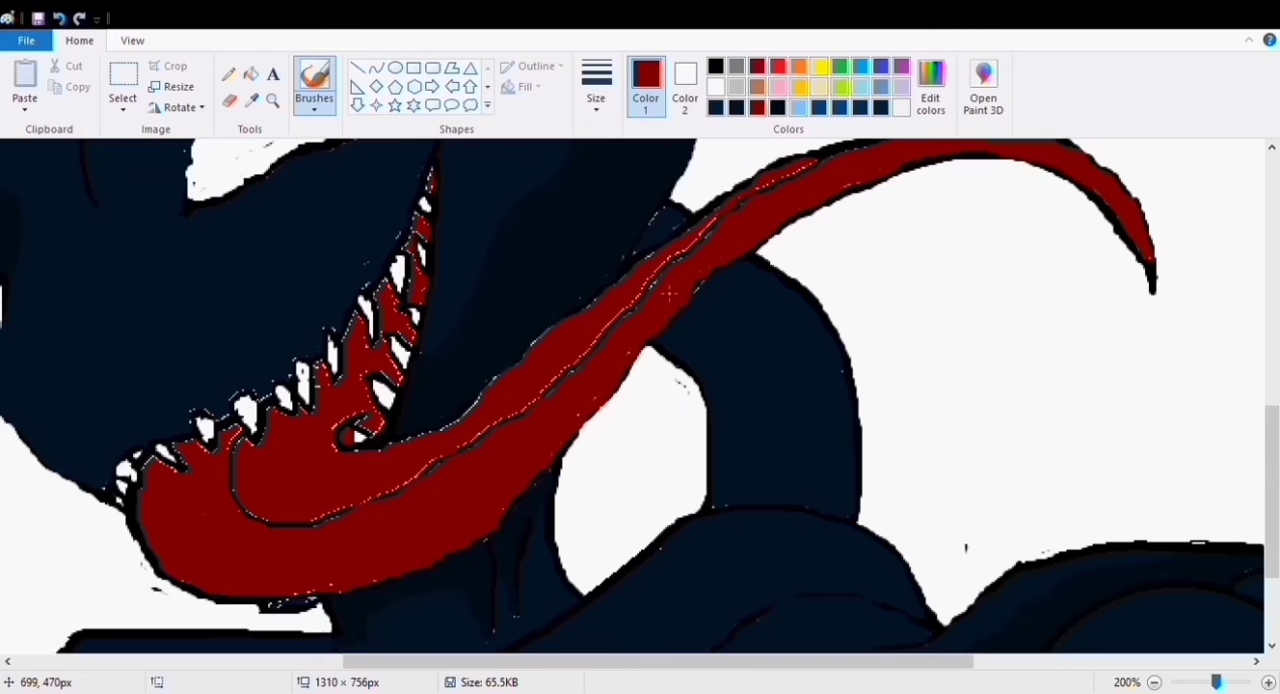 File Home View
Paste Cut Copy
Clipboard
Select Crop Resize Rotate
Image
A
Tools
Brushes
Shapes
Outline
Fill
Size
Color 1
Color 2
Colors
Edit colors
Open Paint 3D
699, 470px 1310 × 756px Size: 65.5KB 200%